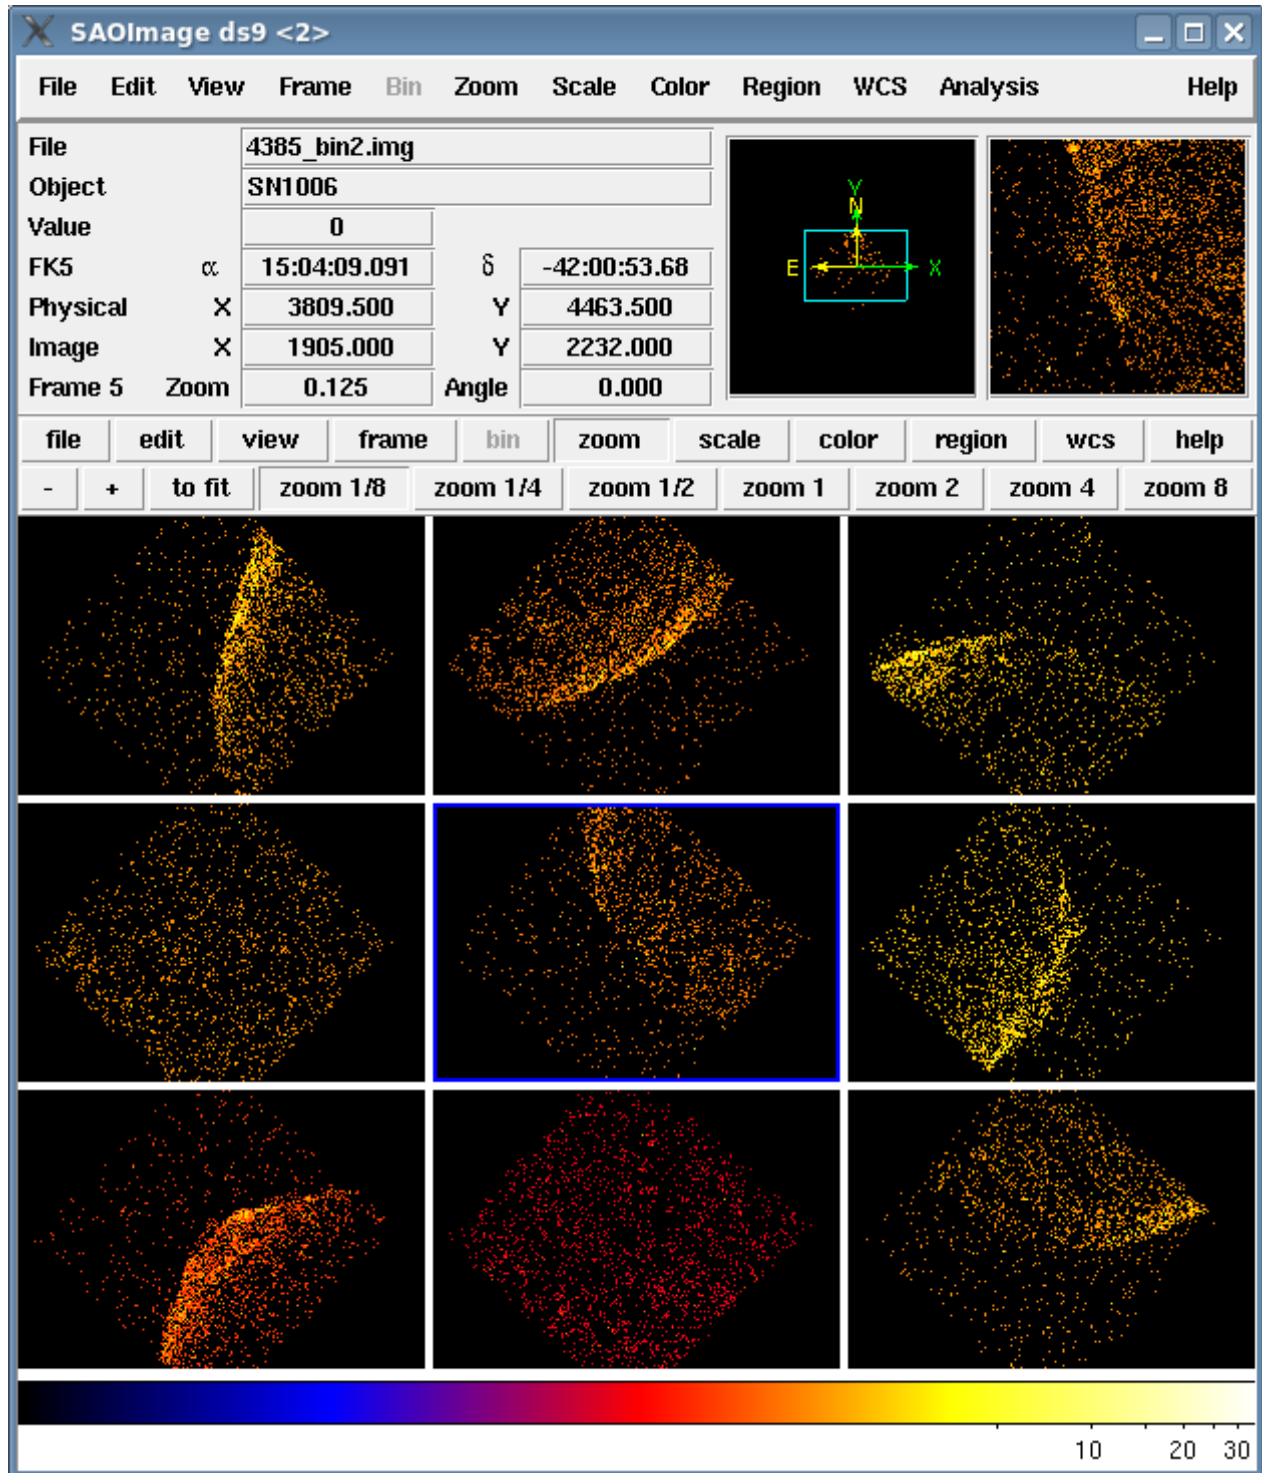 SAOImage ds9 <2>
File Edit View Frame Bin Zoom Scale Color Region WCS Analysis Help
File 4385_bin2.img
Object SN1006
Value 0
FK5 α 15:04:09.091 δ -42:00:53.68
Physical X 3809.500 Y 4463.500
Image X 1905.000 Y 2232.000
Frame 5 Zoom 0.125 Angle 0.000
Y
N
E X
file edit view frame bin zoom scale color region wcs help
- + to fit zoom 1/8 zoom 1/4 zoom 1/2 zoom 1 zoom 2 zoom 4 zoom 8
10 20 30